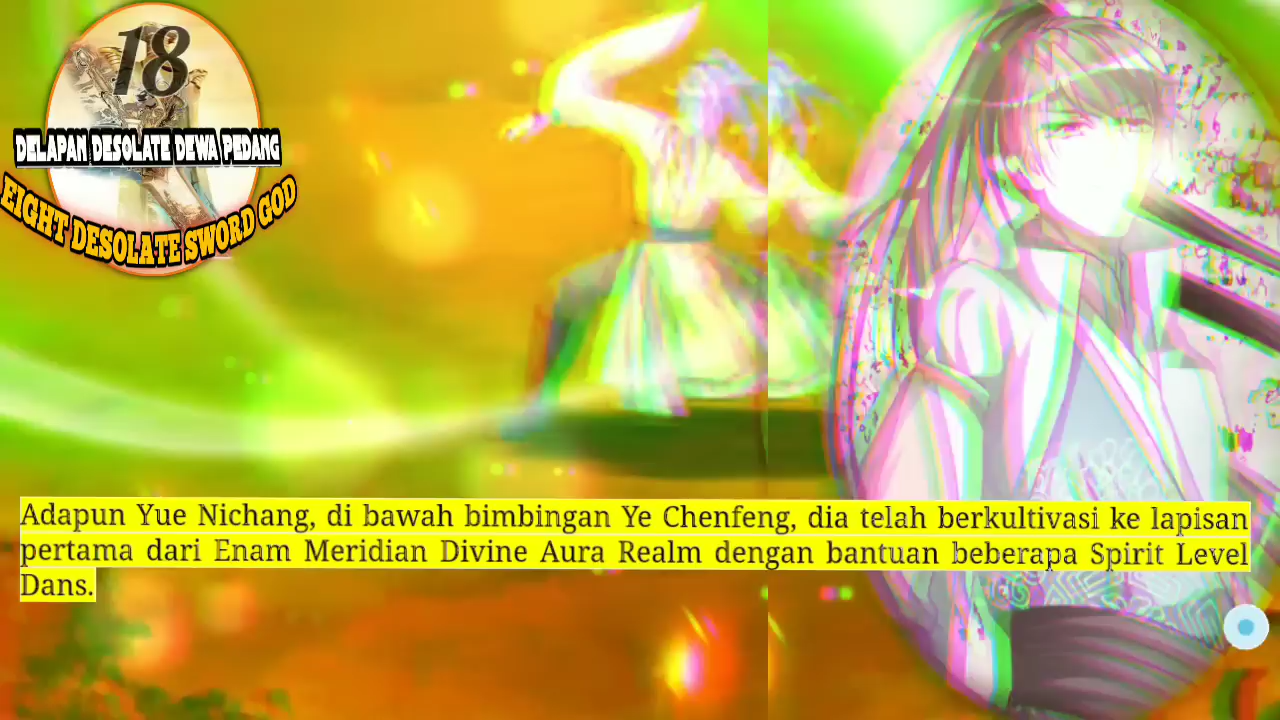 18
DELAPAN DESOLATE DEWA PEDANG
EIGHT DESOLATE SWORD GOD
Adapun Yue Nichang, di bawah bimbingan Ye Chenfeng, dia telah berkultivasi ke lapisan
pertama dari Enam Meridian Divine Aura Realm dengan bantuan beberapa Spirit Level
Dans.